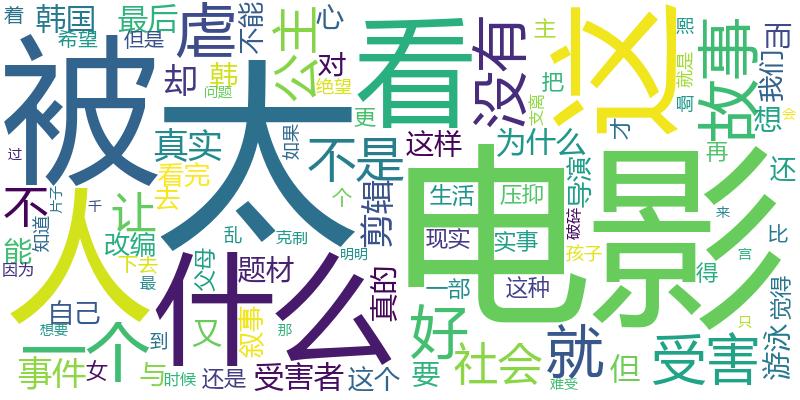 着
韩国
最后
虐
不能
公主
心
看
没有
这
主
熙
故事
而
我们
希望
但是
被
太
却
韩
问题
绝望
对
更
支离
把
就是
啊
想
会
过
真实
如果
不是
这样
为什么
才
再
还
不
人
片子
千
让
看完
去
个
剪辑
生活
压抑
导演
破碎
电影
来
比
能
知道
改编
乱
克制
明明
现实
实事
孩子
得
宫
因为
下去
最
父母
什么
题材
真的
一部
这种
觉得
自己
想要
到
又
叙事
那
好
就
只
游泳
一个
事件
女
与
时候
还是
受害者
这个
要
社会
难受
但
受害